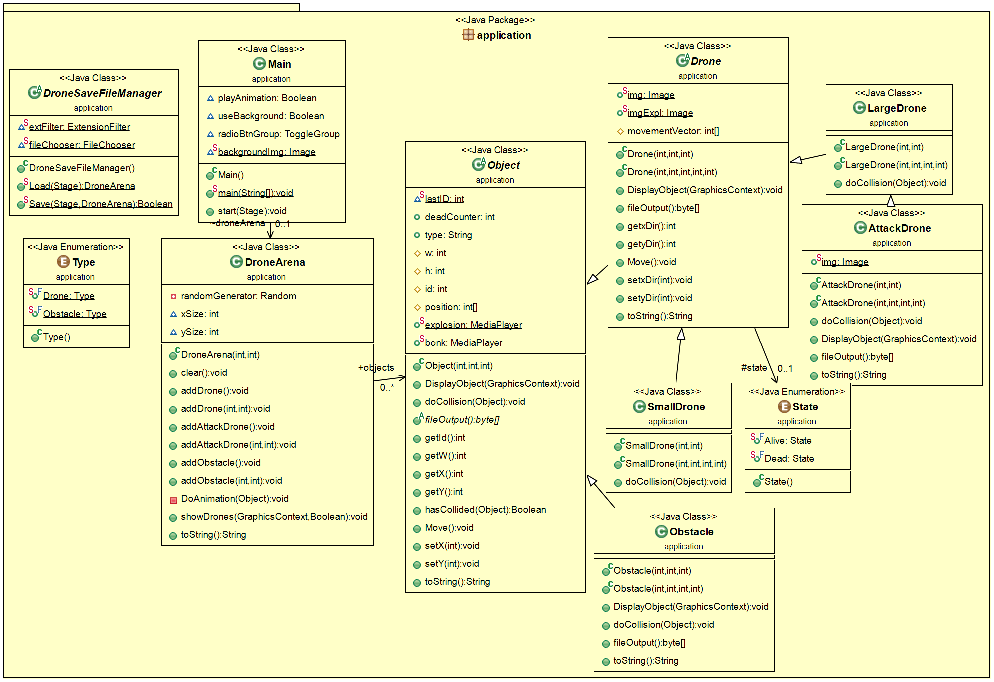 <<Java Package>>
application
<<Java Class>>
DroneSaveFileManager
application
extFilter: ExtensionFilter
fileChooser: FileChooser
DroneSaveFileManager()
Load(Stage):DroneArena
Save(Stage,DroneArena):Boolean
<<Java Class>>
Main
application
playAnimation: Boolean
useBackground: Boolean
radioBtnGroup: ToggleGroup
backgroundImg: Image
Main()
main(String[]):void
start(Stage):void
-droneArena
0..1
<<Java Enumeration>>
Type
application
Drone: Type
Obstacle: Type
Type()
<<Java Class>>
DroneArena
application
randomGenerator: Random
xSize: int
ySize: int
DroneArena(int,int)
clear():void
addDrone():void
addDrone(int,int):void
addAttackDrone():void
addAttackDrone(int,int):void
addObstacle():void
addObstacle(int,int):void
DoAnimation(Object):void
showDrones(GraphicsContext,Boolean):void
toString():String
+objects
0..*
<<Java Class>>
Object
application
lastID: int
deadCounter: int
type: String
w: int
h: int
id: int
position: int[]
explosion: MediaPlayer
bonk: MediaPlayer
Object(int,int,int)
DisplayObject(GraphicsContext):void
doCollision(Object):void
fileOutput():byte[]
getId():int
getW():int
getX():int
getY():int
hasCollided(Object):Boolean
Move():void
setX(int):void
setY(int):void
toString():String
<<Java Class>>
Drone
application
img: Image
imgExpl: Image
movementVector: int[]
Drone(int,int,int)
Drone(int,int,int,int,int)
DisplayObject(GraphicsContext):void
fileOutput():byte[]
getxDir():int
getyDir():int
Move():void
setxDir(int):void
setyDir(int):void
toString():String
<<Java Class>>
LargeDrone
application
LargeDrone(int,int)
LargeDrone(int,int,int,int)
doCollision(Object):void
<<Java Class>>
AttackDrone
application
img: Image
AttackDrone(int,int)
AttackDrone(int,int,int,int)
doCollision(Object):void
DisplayObject(GraphicsContext):void
fileOutput():byte[]
toString():String
#state
0..1
<<Java Class>>
SmallDrone
application
SmallDrone(int,int)
SmallDrone(int,int,int,int)
doCollision(Object):void
<<Java Enumeration>>
State
application
Alive: State
Dead: State
State()
<<Java Class>>
Obstacle
application
Obstacle(int,int,int)
Obstacle(int,int,int,int)
DisplayObject(GraphicsContext):void
doCollision(Object):void
fileOutput():byte[]
toString():String